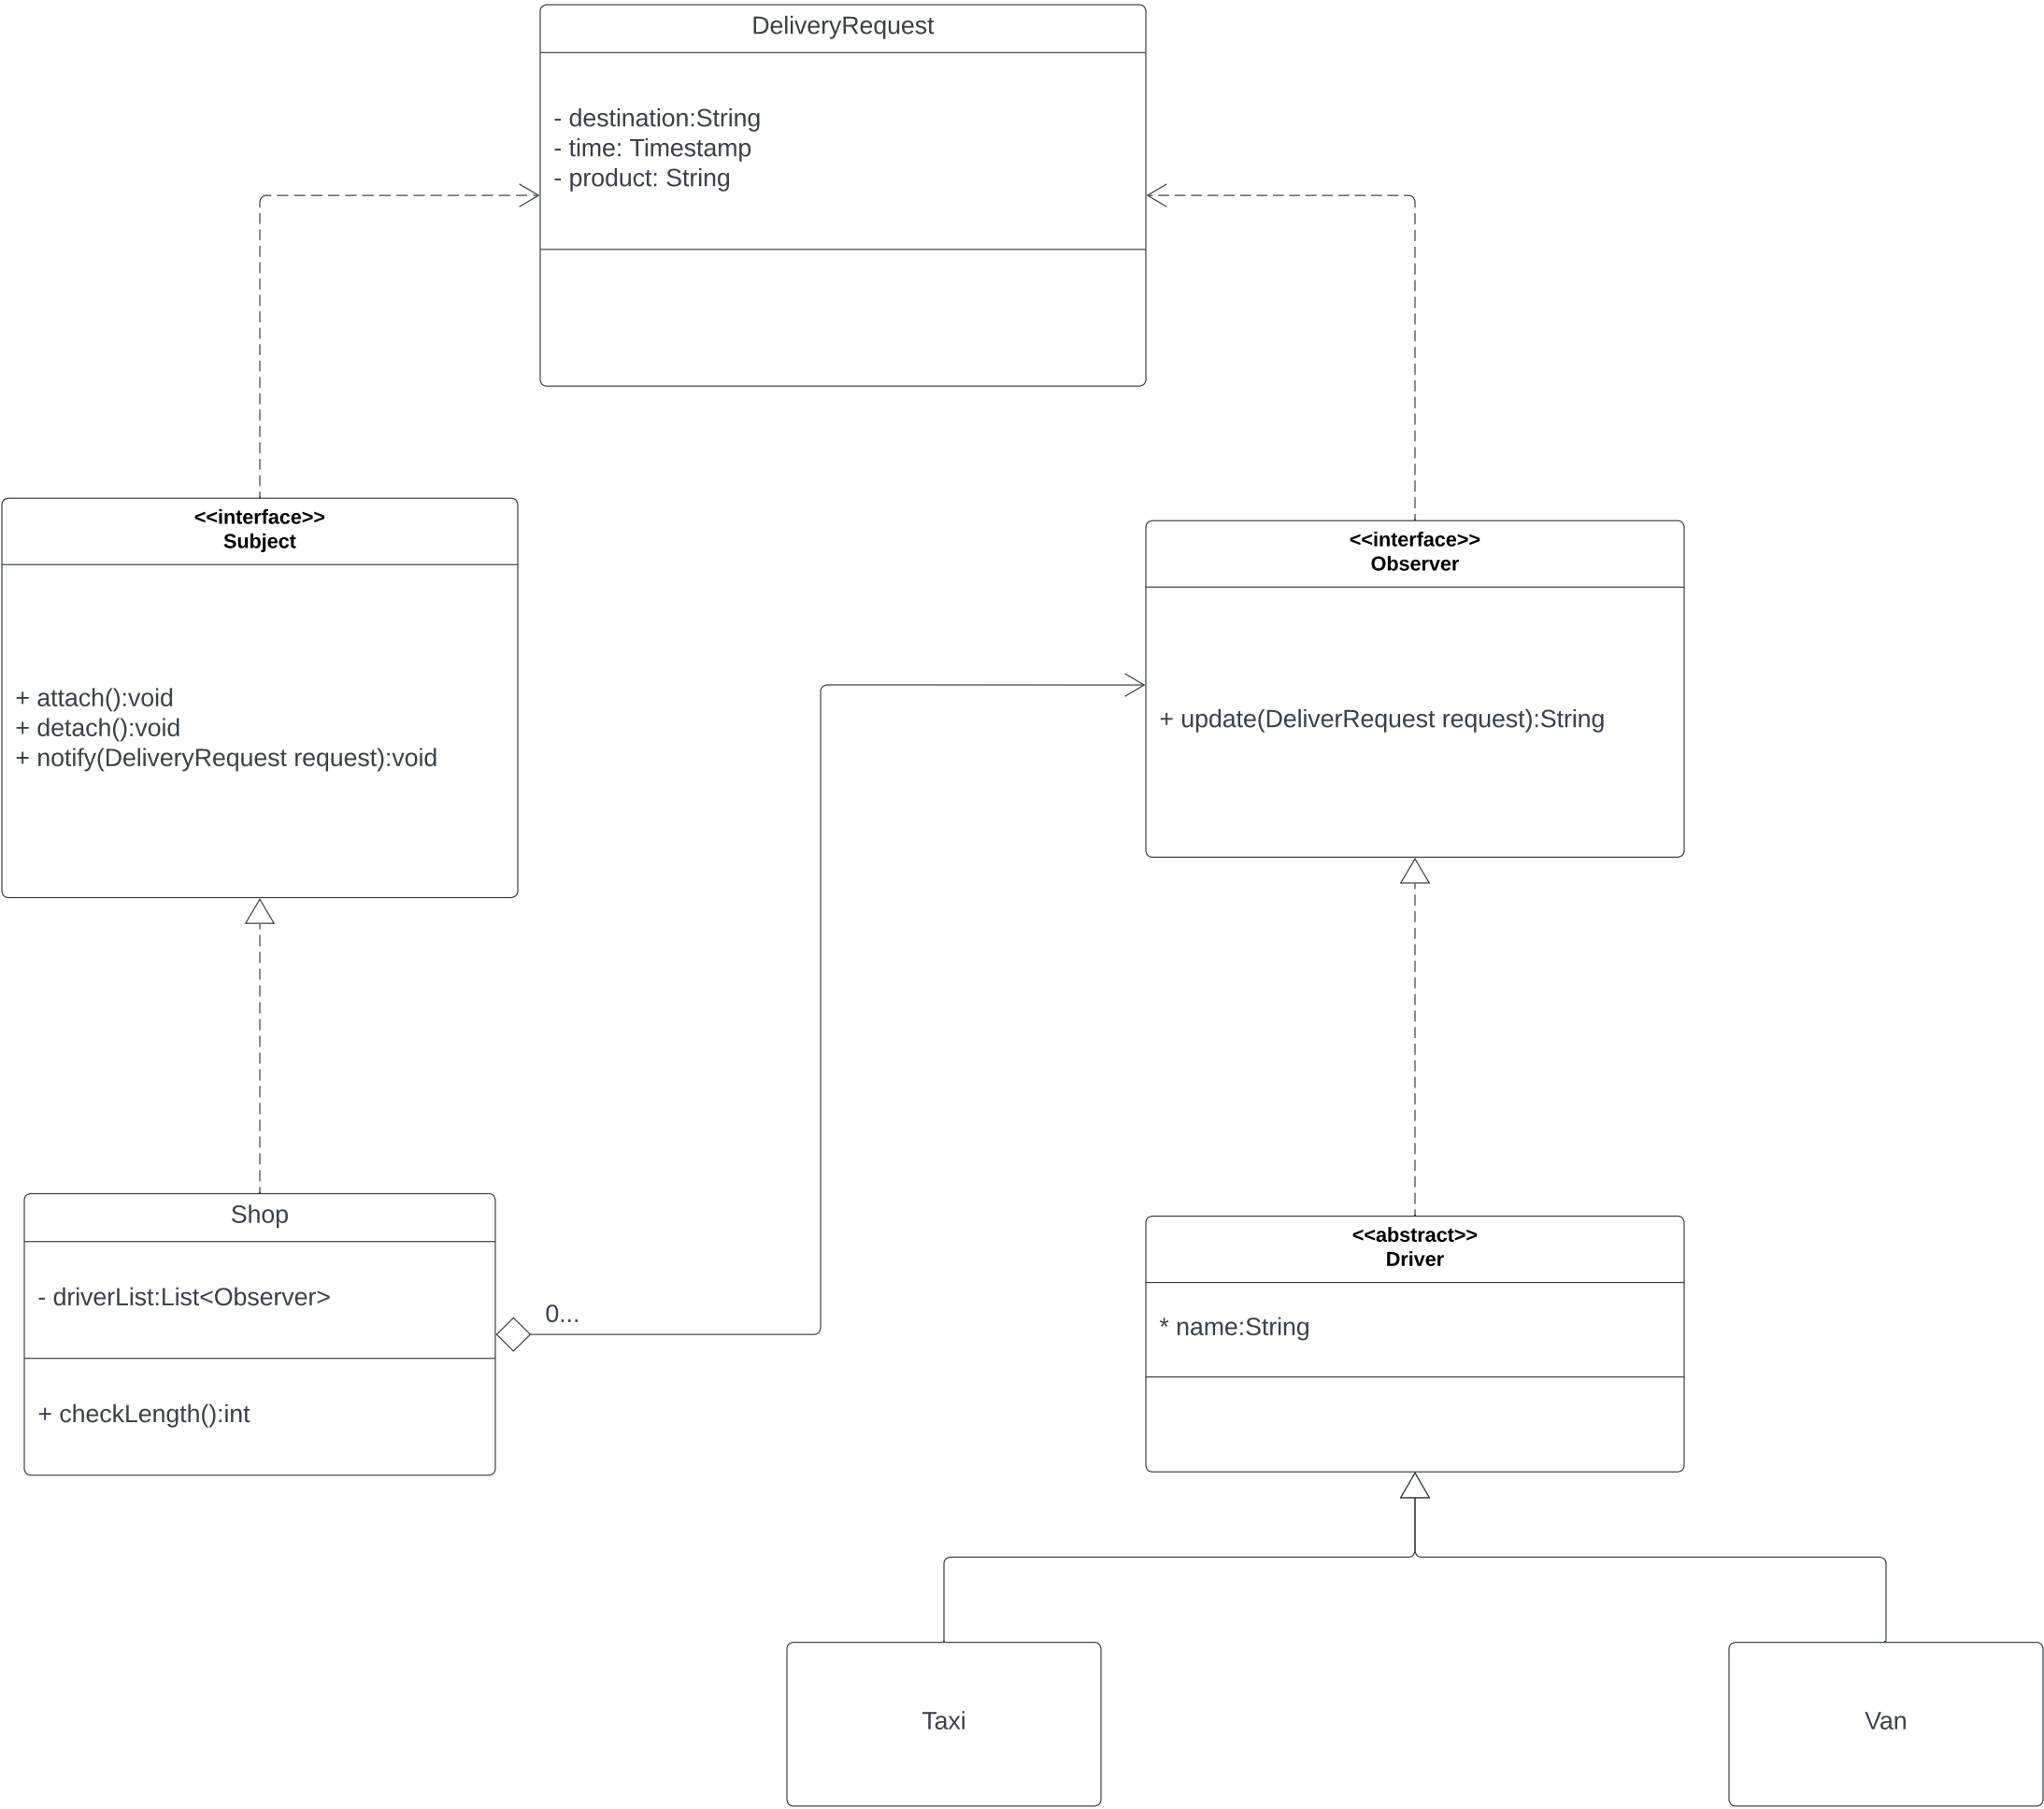 DeliveryRequest
- destination:String
- time: Timestamp
- product: String
<<interface>>
Subject
+ attach():void
+ detach():void
+ notify(DeliveryRequest request):void
<<interface>>
Observer
+ update(DeliverRequest request):String
Shop
- driverList:List<Observer>
+ checkLength():int
0...
<<abstract>>
Driver
* name:String
Taxi
Van